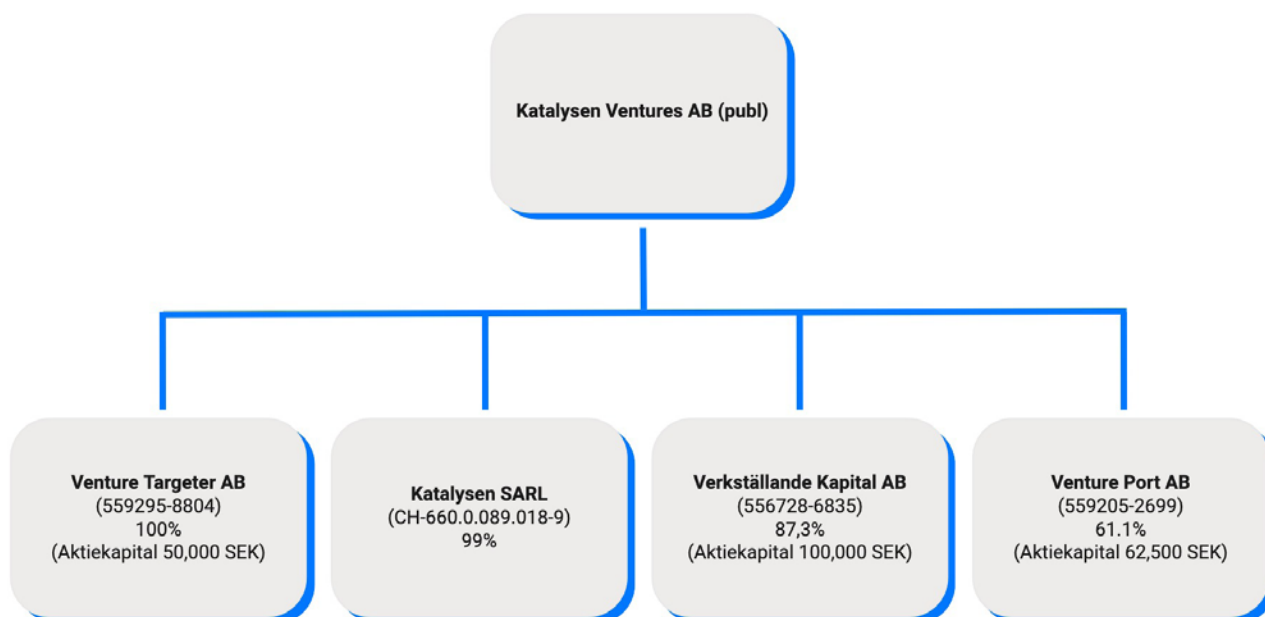 Katalysen Ventures AB (publ)
Venture Targeter AB
(559295-8804)
100%
(Aktiekapital 50,000 SEK)
Katalysen SARL
(CH-660.0.089.018-9)
99%
Verkställande Kapital AB
(556728-6835)
87,3%
(Aktiekapital 100,000 SEK)
Venture Port AB
(559205-2699)
61.1%
(Aktiekapital 62,500 SEK)